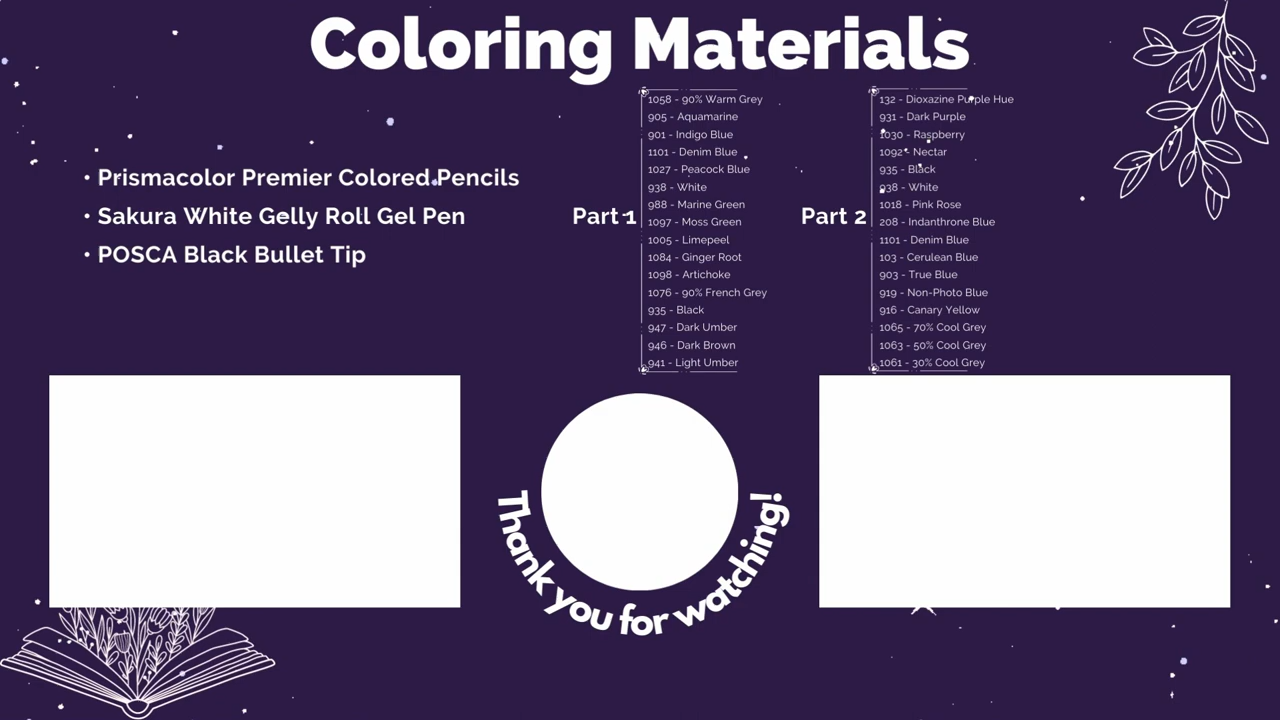 Coloring Materials
• Prismacolor Premier Colored Pencils
• Sakura White Gelly Roll Gel Pen
• POSCA Black Bullet Tip
Part 1
1058 - 90% Warm Grey
905 - Aquamarine
901 - Indigo Blue
1101 - Denim Blue
1027 - Peacock Blue
938 - White
988 - Marine Green
1097 - Moss Green
1005 - Limepeel
1084 - Ginger Root
1098 - Artichoke
1076 - 90% French Grey
935 - Black
947 - Dark Umber
946 - Dark Brown
941 - Light Umber
Part 2
132 - Dioxazine Purple Hue
931 - Dark Purple
1030 - Raspberry
1092 - Nectar
935 - Black
938 - White
1018 - Pink Rose
208 - Indanthrone Blue
1101 - Denim Blue
103 - Cerulean Blue
903 - True Blue
919 - Non-Photo Blue
916 - Canary Yellow
1065 - 70% Cool Grey
1063 - 50% Cool Grey
1061 - 30% Cool Grey
Thank you for watching!